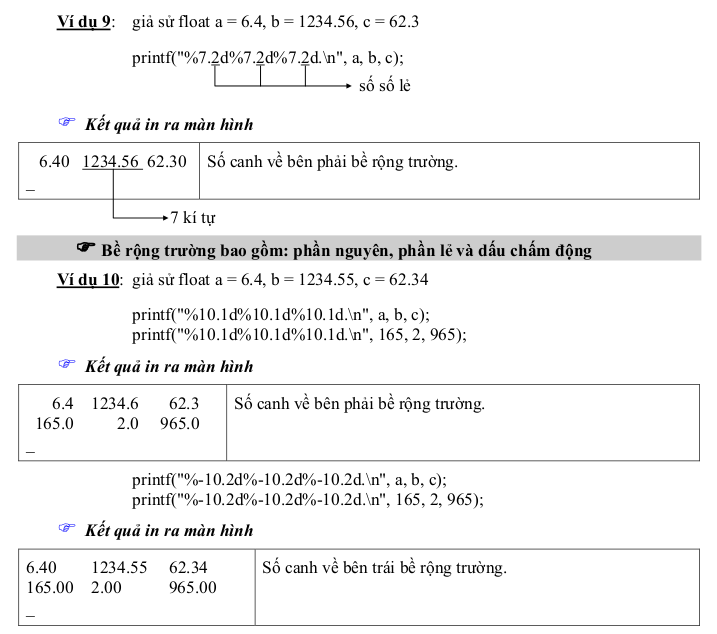 Ví dụ 9: giả sử float a = 6.4, b = 1234.56, c = 62.3
printf("%7.2d%7.2d%7.2d.\n", a, b, c);
số số lẻ
Kết quả in ra màn hình
6.40 1234.56 62.30 Số canh về bên phải bề rộng trường.
_
7 kí tự
Bề rộng trường bao gồm: phần nguyên, phần lẻ và dấu chấm động
Ví dụ 10: giả sử float a = 6.4, b = 1234.55, c = 62.34
printf("%10.1d%10.1d%10.1d.\n", a, b, c);
printf("%10.1d%10.1d%10.1d.\n", 165, 2, 965);
Kết quả in ra màn hình
6.4 1234.6 62.3 Số canh về bên phải bề rộng trường.
165.0 2.0 965.0
_
printf("%-10.2d%-10.2d%-10.2d.\n", a, b, c);
printf("%-10.2d%-10.2d%-10.2d.\n", 165, 2, 965);
Kết quả in ra màn hình
6.40 1234.55 62.34 Số canh về bên trái bề rộng trường.
165.00 2.00 965.00
_